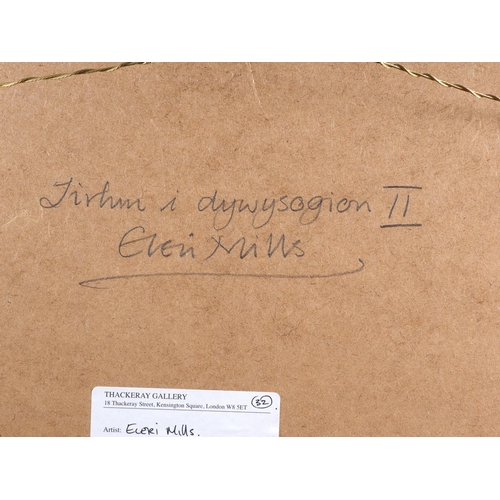 Tirlun i dywysogion II
Eleri Mills
THACKERAY GALLERY
18 Thackeray Street, Kensington Square, London W8 5ET
32
Artist: ELERI MILLS.